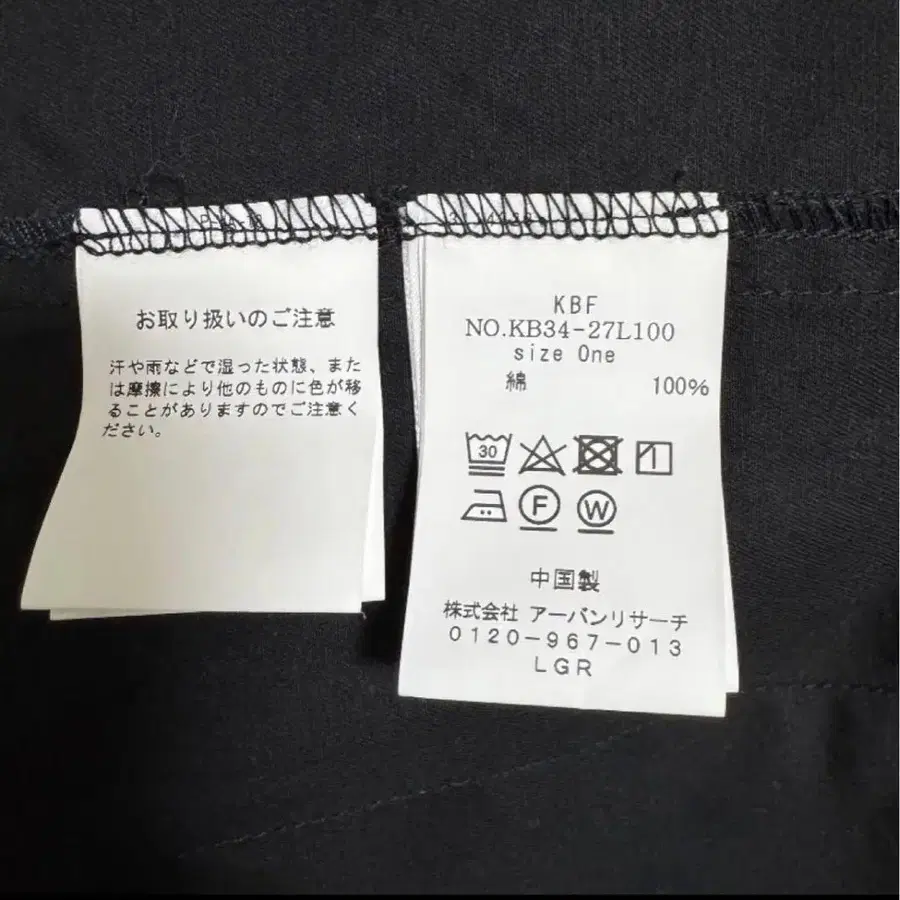 お取り扱いのご注意
汗や雨などで湿った状態、また
は摩擦により他のものに色が移
ることがありますのでご注意く
ださい。
KBF
NO.KB34-27L100
size One
綿 100%
30
F W
中国製
株式会社 アーバンリサーチ
0120-967-013
LGR